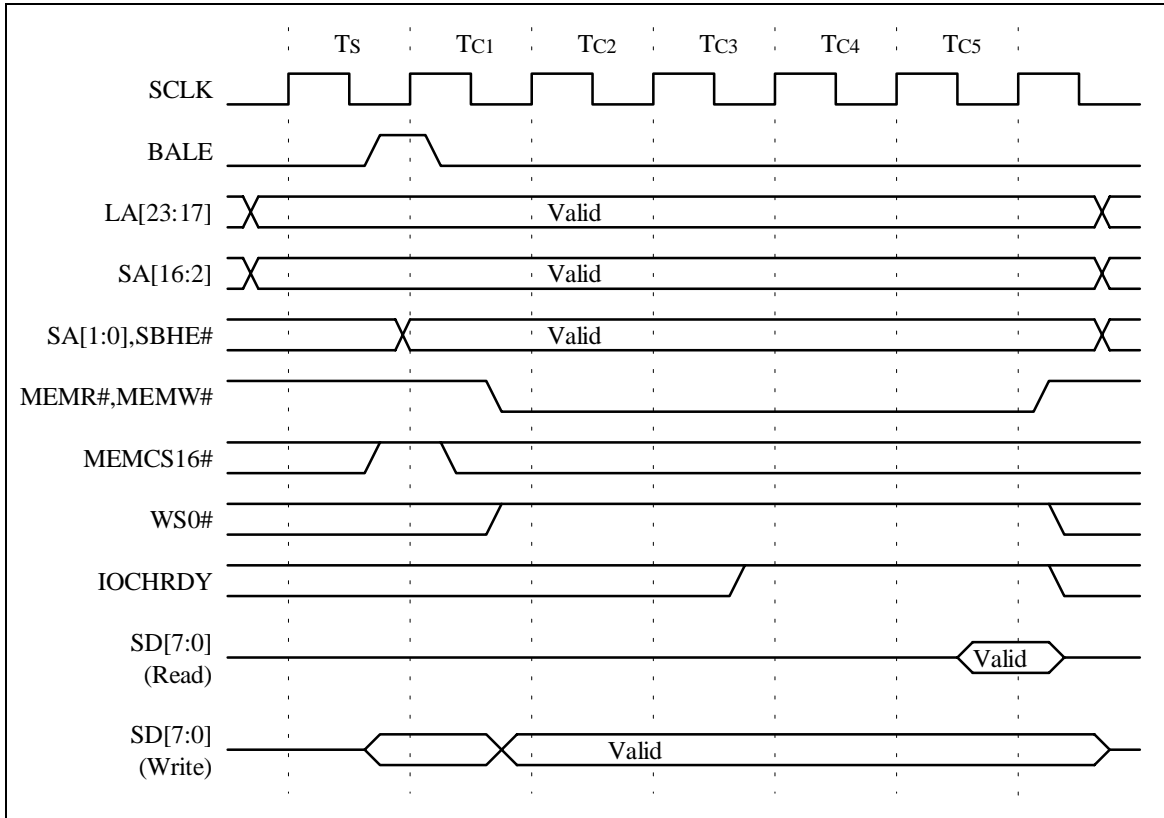 Ts TC1 TC2 TC3 TC4 TC5
SCLK
BALE
LA[23:17] Valid
SA[16:2] Valid
SA[1:0],SBHE# Valid
MEMR#,MEMW#
MEMCS16#
WS0#
IOCHRDY
SD[7:0]
(Read) Valid
SD[7:0]
(Write) Valid